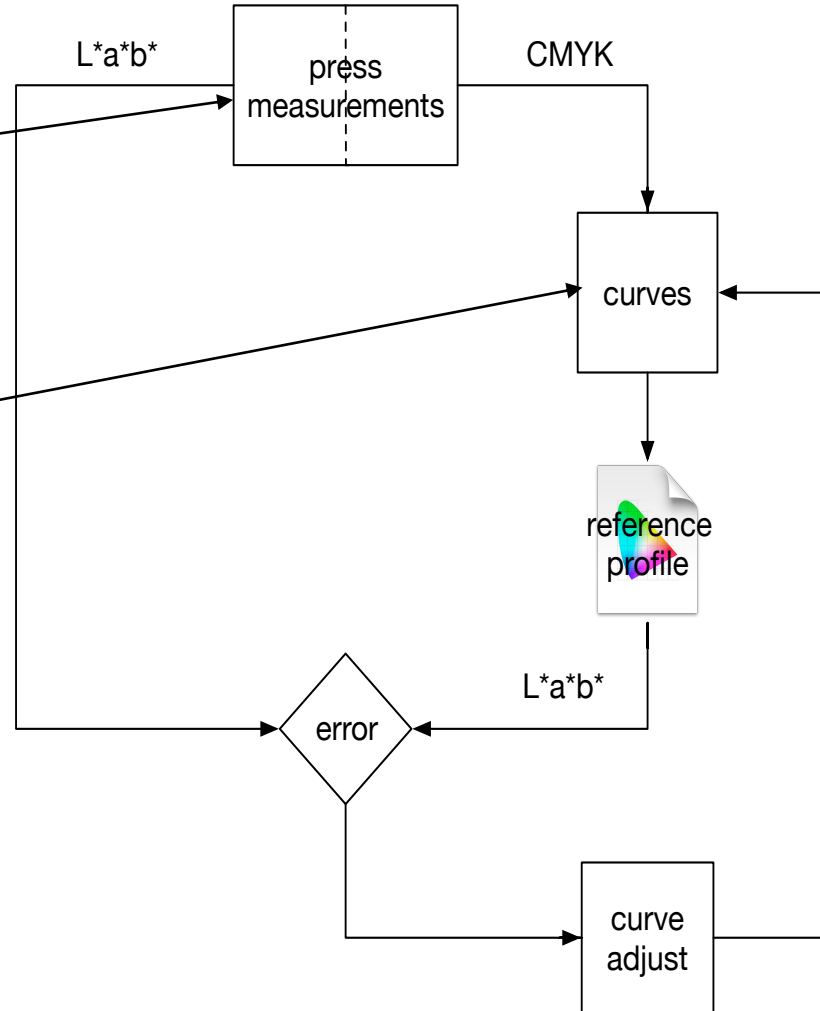 L*a*b*
press
measurements
CMYK
curves
reference
profile
L*a*b*
error
curve
adjust